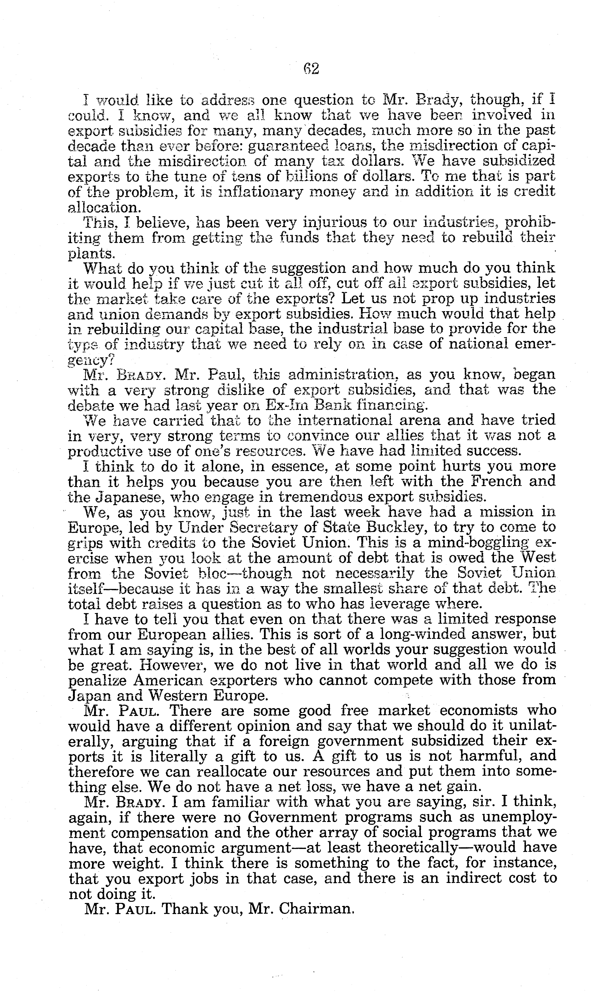 62
I would like to address one question to Mr. Brady, though, if I
could. I know, and we all know that we have been involved in
export subsidies for many, many decades, much more so in the past
decade than ever before: guaranteed loans, the misdirection of capi-
tal and the misdirection of many tax dollars. We have subsidized
exports to the tune of tens of billions of dollars. To me that is part
of the problem, it is inflationary money and in addition it is credit
allocation.
This, I believe, has been very injurious to our industries, prohib-
iting them from getting the funds that they need to rebuild their
plants.
What do you think of the suggestion and how much do you think
it would help if we just cut it all off, cut off all export subsidies, let
the market take care of the exports? Let us not prop up industries
and union demands by export subsidies. How much would that help
in rebuilding our capital base, the industrial base to provide for the
type of industry that we need to rely on in case of national emer-
gency?
Mr. BRADY. Mr. Paul, this administration, as you know, began
with a very strong dislike of export subsidies, and that was the
debate we had last year on Ex-Im Bank financing.
We have carried that to the international arena and have tried
in very, very strong terms to convince our allies that it was not a
productive use of one's resources. We have had limited success.
I think to do it alone, in essence, at some point hurts you more
than it helps you because you are then left with the French and
the Japanese, who engage in tremendous export subsidies.
We, as you know, just in the last week have had a mission in
Europe, led by Under Secretary of State Buckley, to try to come to
grips with credits to the Soviet Union. This is a mind-boggling ex-
ercise when you look at the amount of debt that is owed the West
from the Soviet bloc—though not necessarily the Soviet Union
itself—because it has in a way the smallest share of that debt. The
total debt raises a question as to who has leverage where.
I have to tell you that even on that there was a limited response
from our European allies. This is sort of a long-winded answer, but
what I am saying is, in the best of all worlds your suggestion would
be great. However, we do not live in that world and all we do is
penalize American exporters who cannot compete with those from
Japan and Western Europe.
Mr. PAUL. There are some good free market economists who
would have a different opinion and say that we should do it unilat-
erally, arguing that if a foreign government subsidized their ex-
ports it is literally a gift to us. A gift to us is not harmful, and
therefore we can reallocate our resources and put them into some-
thing else. We do not have a net loss, we have a net gain.
Mr. BRADY. I am familiar with what you are saying, sir. I think,
again, if there were no Government programs such as unemploy-
ment compensation and the other array of social programs that we
have, that economic argument—at least theoretically—would have
more weight. I think there is something to the fact, for instance,
that you export jobs in that case, and there is an indirect cost to
not doing it.
Mr. PAUL. Thank you, Mr. Chairman.